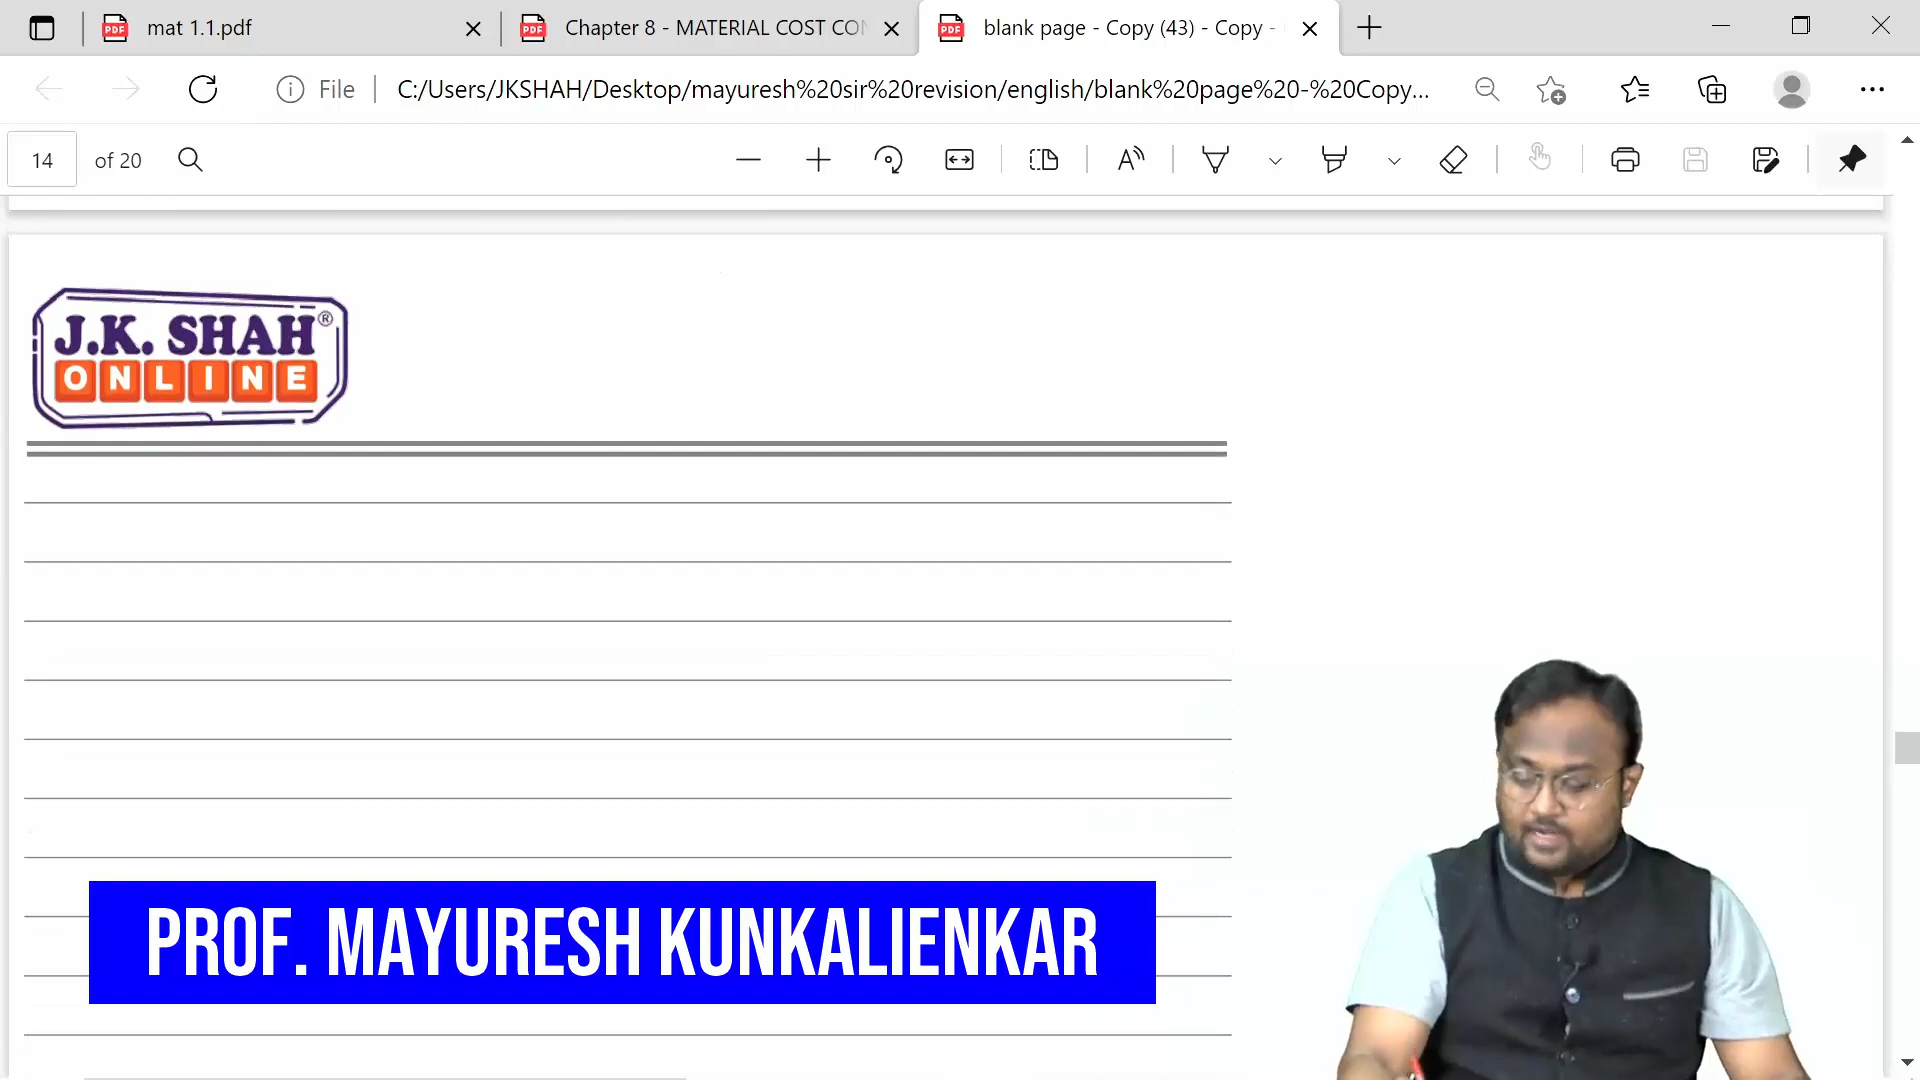 mat 1.1.pdf
Chapter 8 - MATERIAL COST CON
blank page - Copy (43) - Copy -
File
C:/Users/JKSHAH/Desktop/mayuresh%20sir%20revision/english/blank%20page%20-%20Copy...
14 of 20
J.K. SHAH®
ONLINE
PROF. MAYURESH KUNKALIENKAR